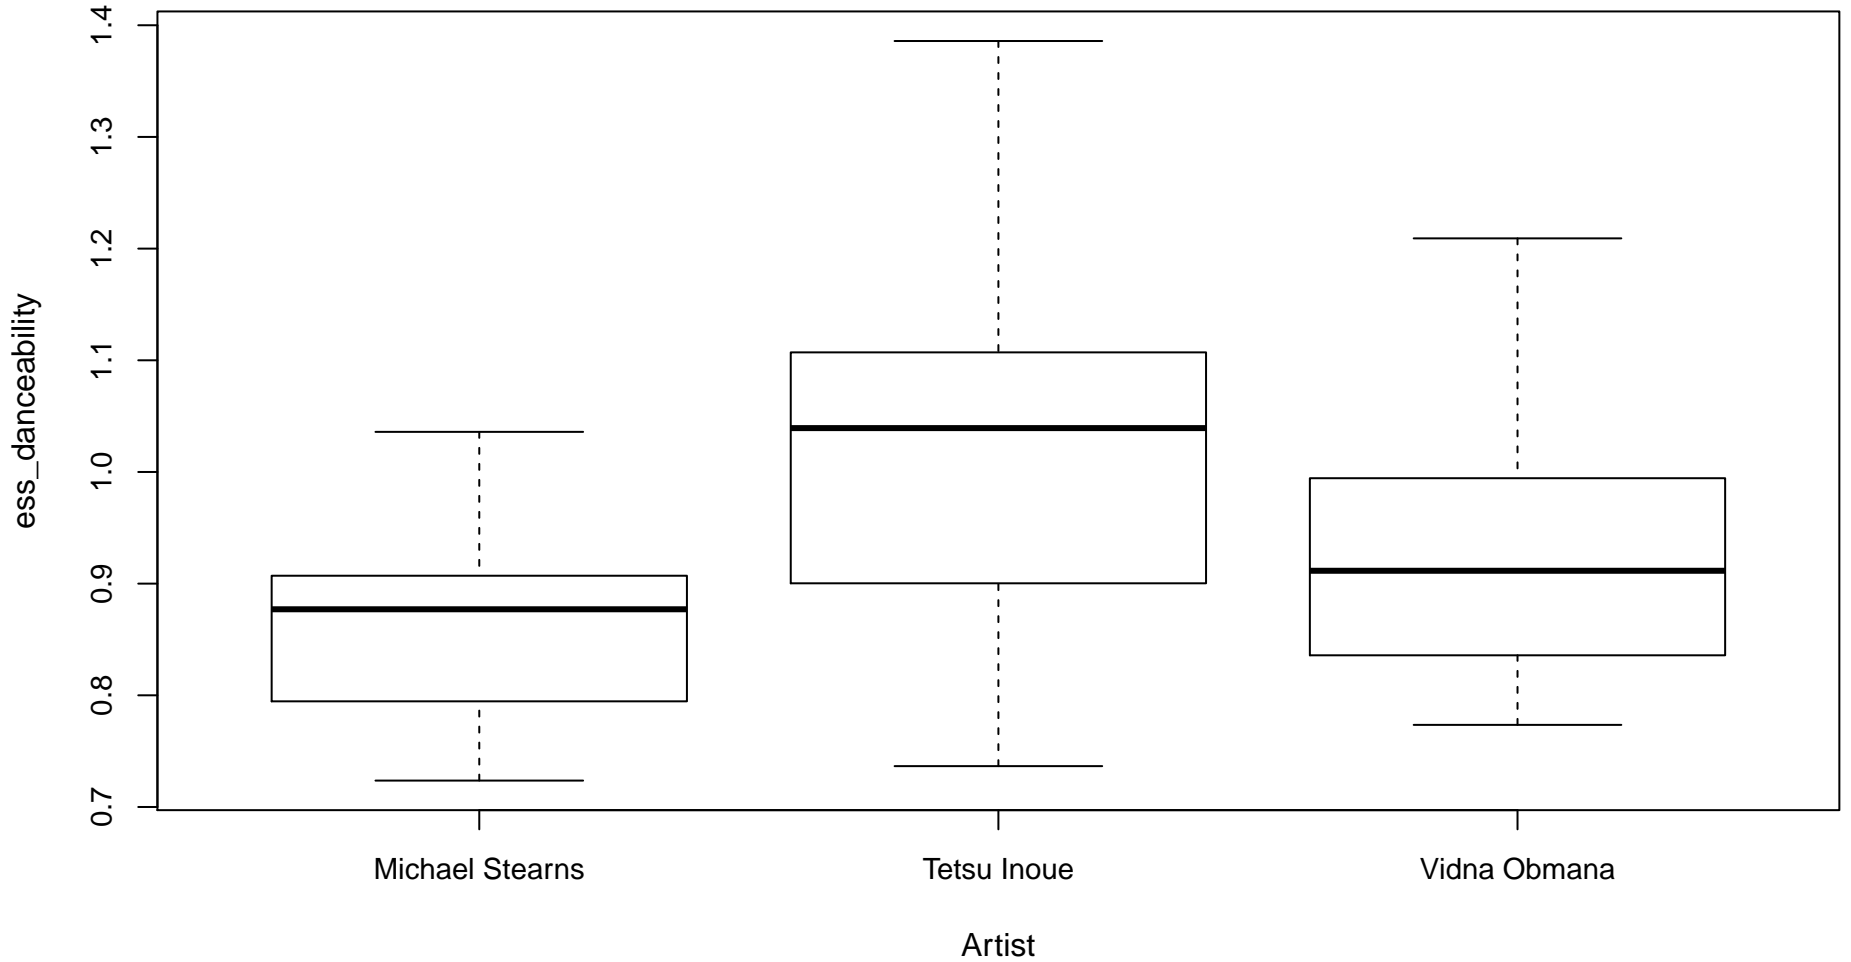 ess_danceability
1.4
1.3
1.2
1.1
1.0
0.9
0.8
0.7
Michael Stearns
Tetsu Inoue
Vidna Obmana
Artist